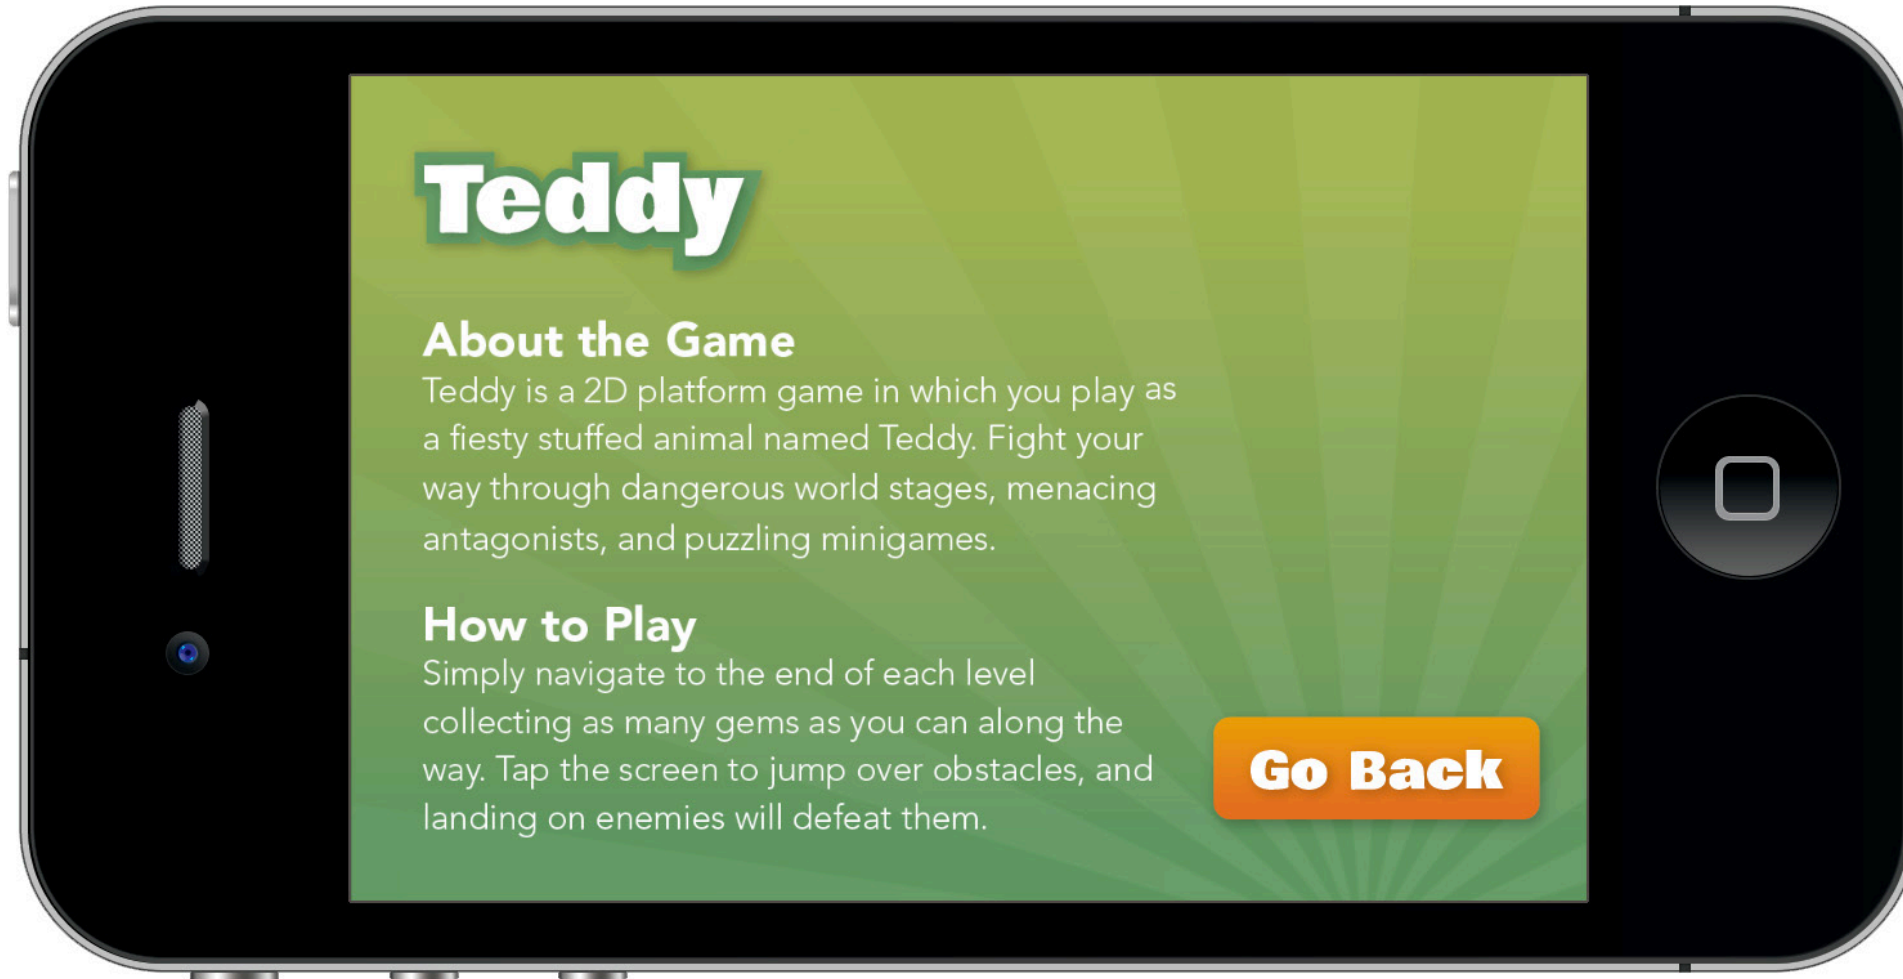 Teddy
About the Game
Teddy is a 2D platform game in which you play as
a fiesty stuffed animal named Teddy. Fight your
way through dangerous world stages, menacing
antagonists, and puzzling minigames.
How to Play
Simply navigate to the end of each level
collecting as many gems as you can along the
way. Tap the screen to jump over obstacles, and
landing on enemies will defeat them.
Go Back